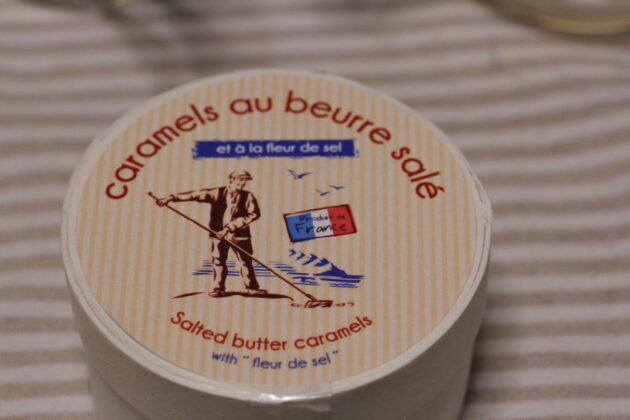 caramels au beurre salé
et à la fleur de sel
Produit de
France
Salted butter caramels
with "fleur de sel"